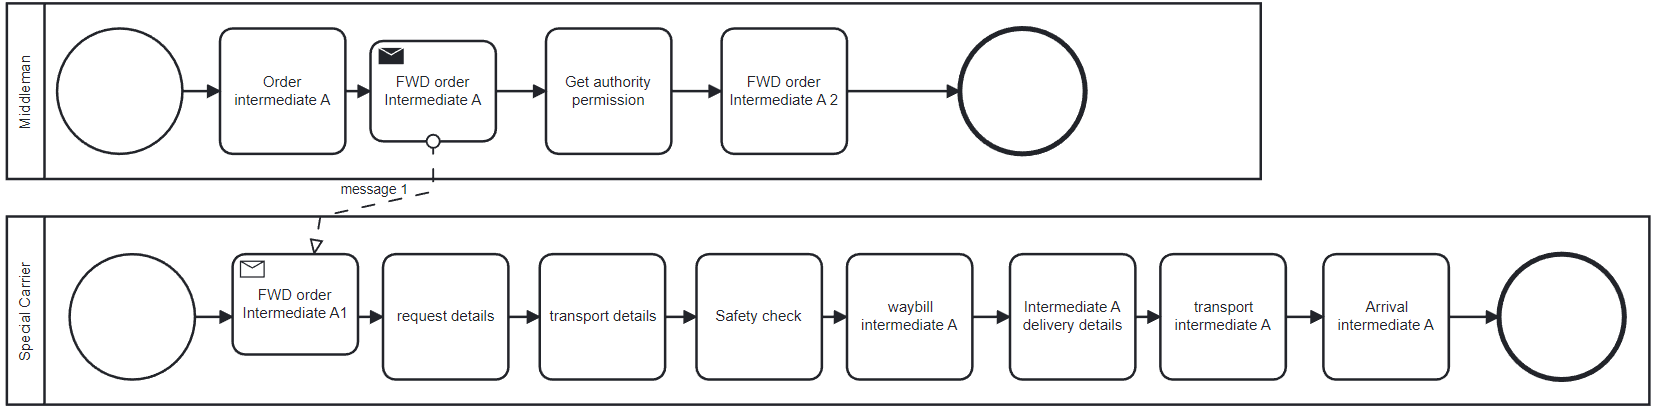 Middleman
Order
intermediate A
FWD order
Intermediate A
Get authority
permission
FWD order
Intermediate A 2
message 1
Special Carrier
FWD order
Intermediate A1
request details
transport details
Safety check
waybill
intermediate A
Intermediate A
delivery details
transport
intermediate A
Arrival
intermediate A